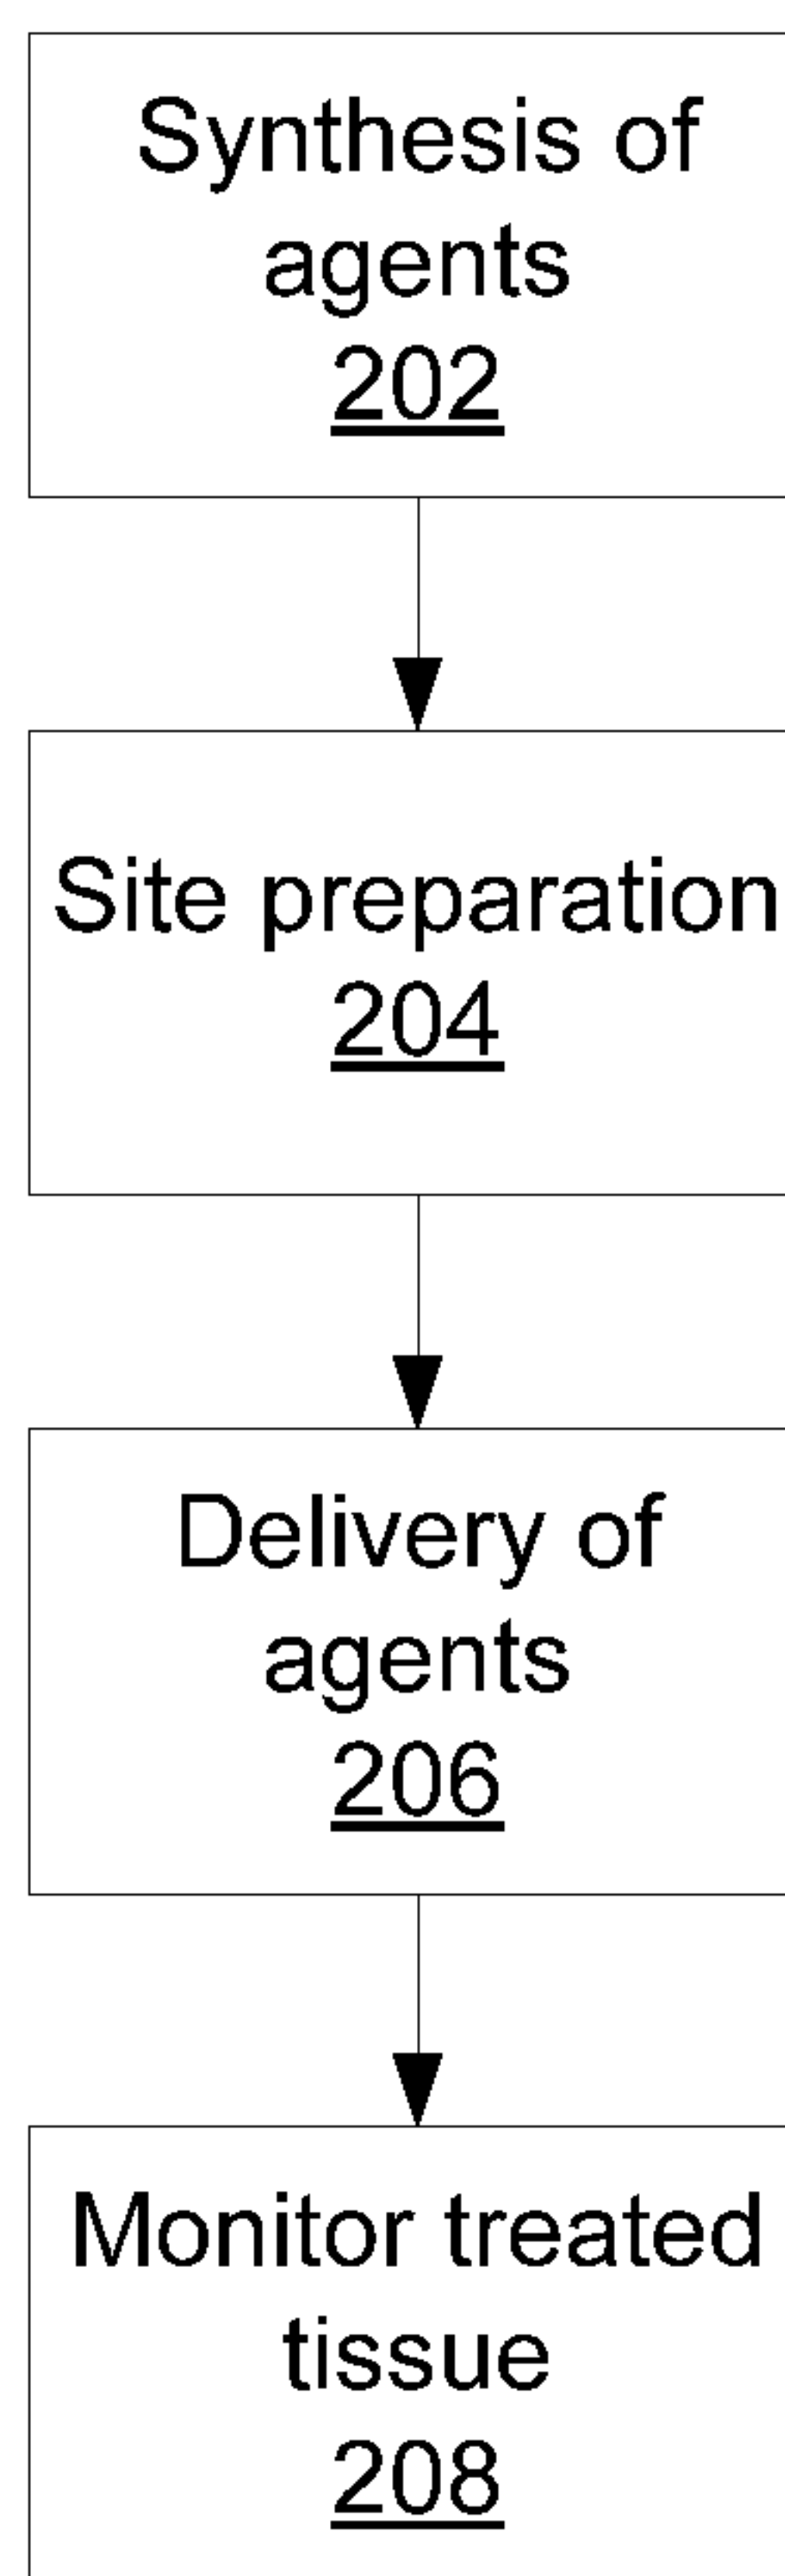 Synthesis of
agents
202
Site preparation
204
Delivery of
agents
206
Monitor treated
tissue
208